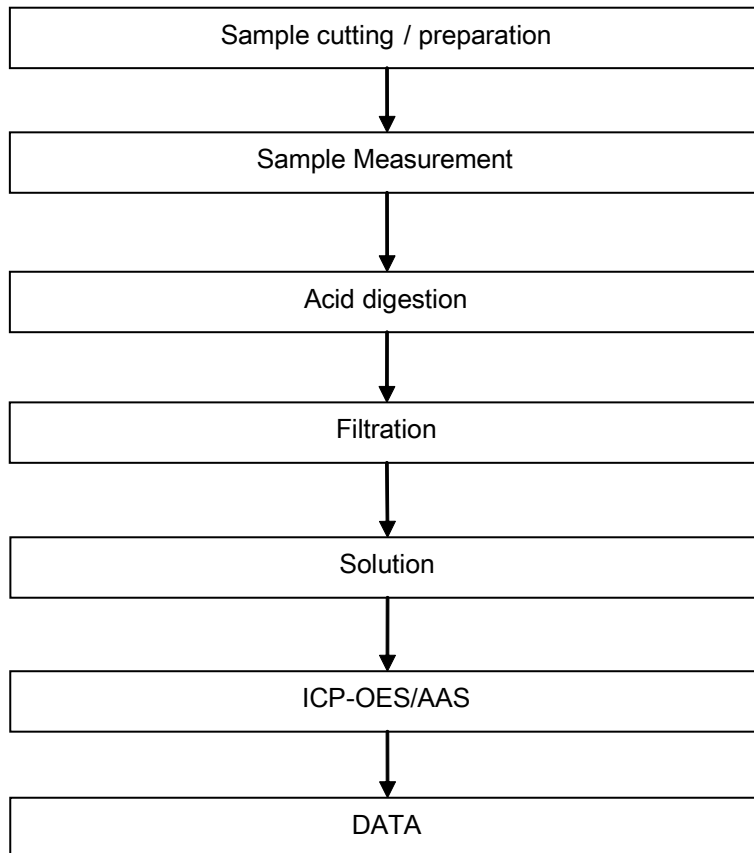 Sample cutting / preparation
Sample Measurement
Acid digestion
Filtration
Solution
ICP-OES/AAS
DATA